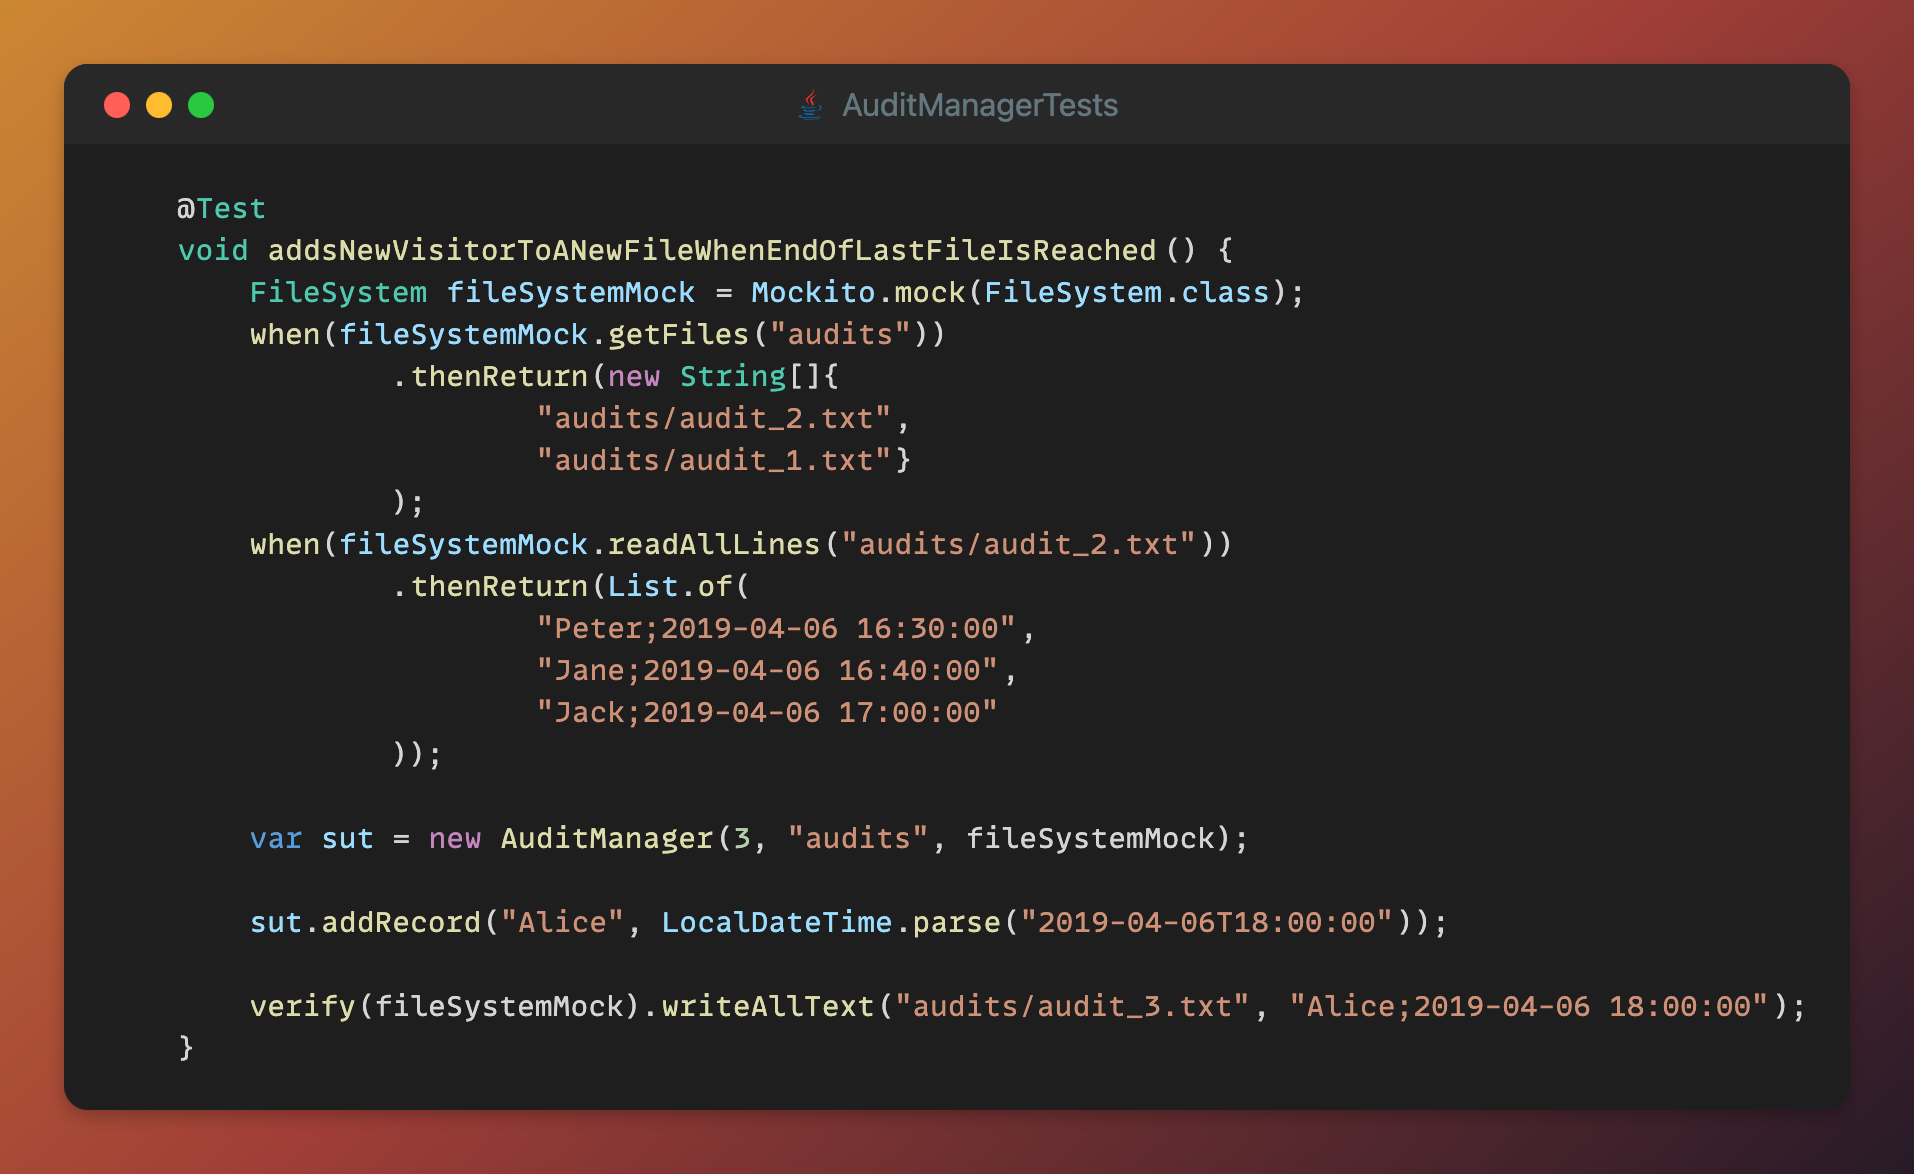 AuditManagerTests
@Test
void addsNewVisitorToANewFileWhenEndOfLastFileIsReached() {
    FileSystem fileSystemMock = Mockito.mock(FileSystem.class);
    when(fileSystemMock.getFiles("audits"))
            .thenReturn(new String[]{
                    "audits/audit_2.txt",
                    "audits/audit_1.txt"}
            );
    when(fileSystemMock.readAllLines("audits/audit_2.txt"))
            .thenReturn(List.of(
                    "Peter;2019-04-06 16:30:00",
                    "Jane;2019-04-06 16:40:00",
                    "Jack;2019-04-06 17:00:00"
            ));
    var sut = new AuditManager(3, "audits", fileSystemMock);
    sut.addRecord("Alice", LocalDateTime.parse("2019-04-06T18:00:00"));
    verify(fileSystemMock).writeAllText("audits/audit_3.txt", "Alice;2019-04-06 18:00:00");
}